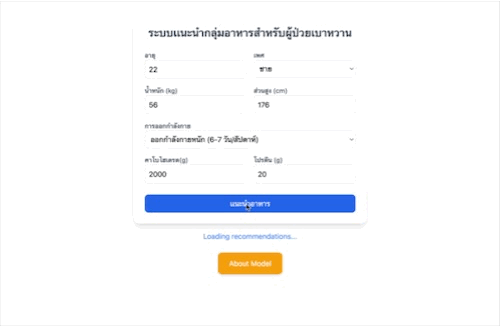 ระบบแนะนำกลุ่มอาหารสำหรับผู้ป่วยเบาหวาน
อายุ เพศ
22 ชาย
น้ำหนัก (kg) ส่วนสูง (cm)
56 176
การออกกำลังกาย
ออกกำลังกายหนัก (6-7 วัน/สัปดาห์)
คาร์โบไฮเดรต(g) โปรตีน (g)
2000 20
แนะนำอาหาร
Loading recommendations...
About Model